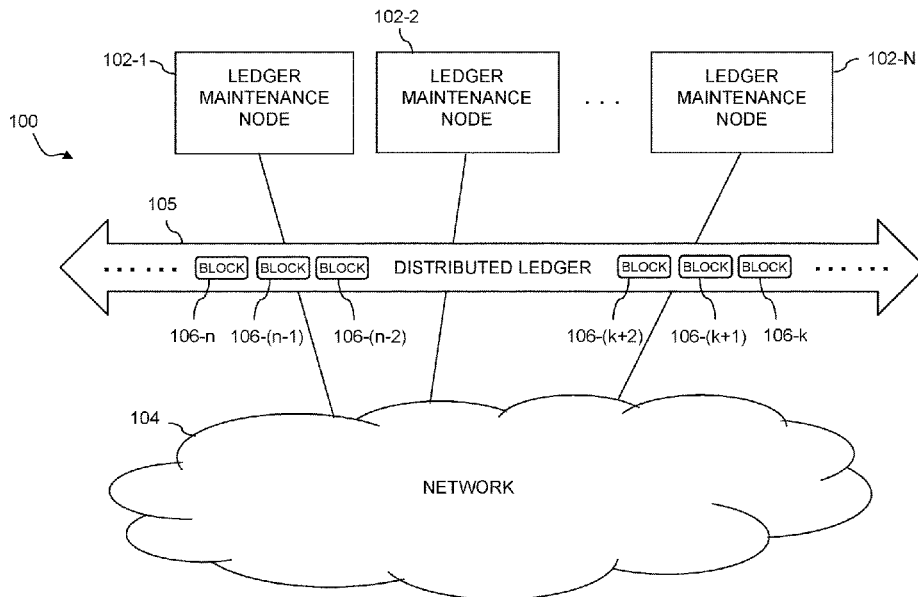 102-2
102-1
102-N
LEDGER
MAINTENANCE
NODE
LEDGER
MAINTENANCE
NODE
. . .
LEDGER
MAINTENANCE
NODE
100
105
...... BLOCK BLOCK BLOCK DISTRIBUTED LEDGER BLOCK BLOCK BLOCK ......
106-n 106-(n-1) 106-(n-2) 106-(k+2) 106-(k+1) 106-k
104
NETWORK